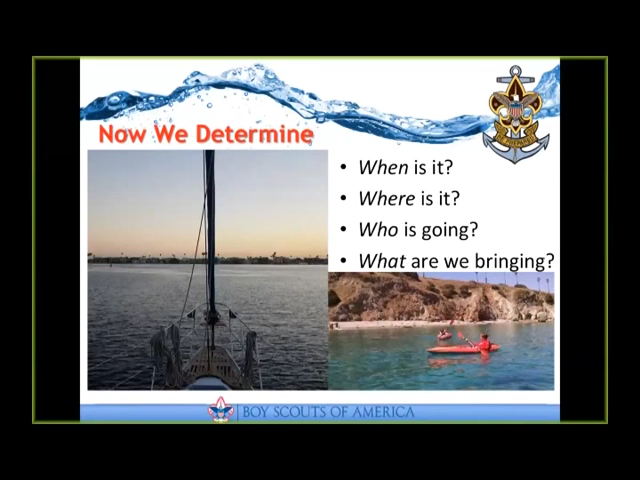 Now We Determine
• When is it?
• Where is it?
• Who is going?
• What are we bringing?
BOY SCOUTS OF AMERICA